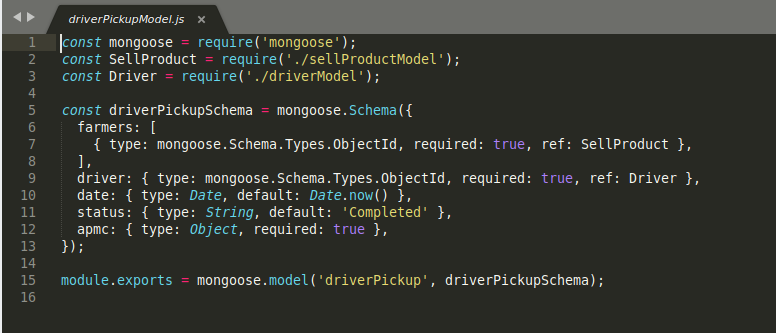 driverPickupModel.js ×
1 const mongoose = require('mongoose');
2 const SellProduct = require('./sellProductModel');
3 const Driver = require('./driverModel');
4
5 const driverPickupSchema = mongoose.Schema({
6   farmers: [
7     { type: mongoose.Schema.Types.ObjectId, required: true, ref: SellProduct },
8   ],
9   driver: { type: mongoose.Schema.Types.ObjectId, required: true, ref: Driver },
10   date: { type: Date, default: Date.now() },
11   status: { type: String, default: 'Completed' },
12   apmc: { type: Object, required: true },
13 });
14
15 module.exports = mongoose.model('driverPickup', driverPickupSchema);
16